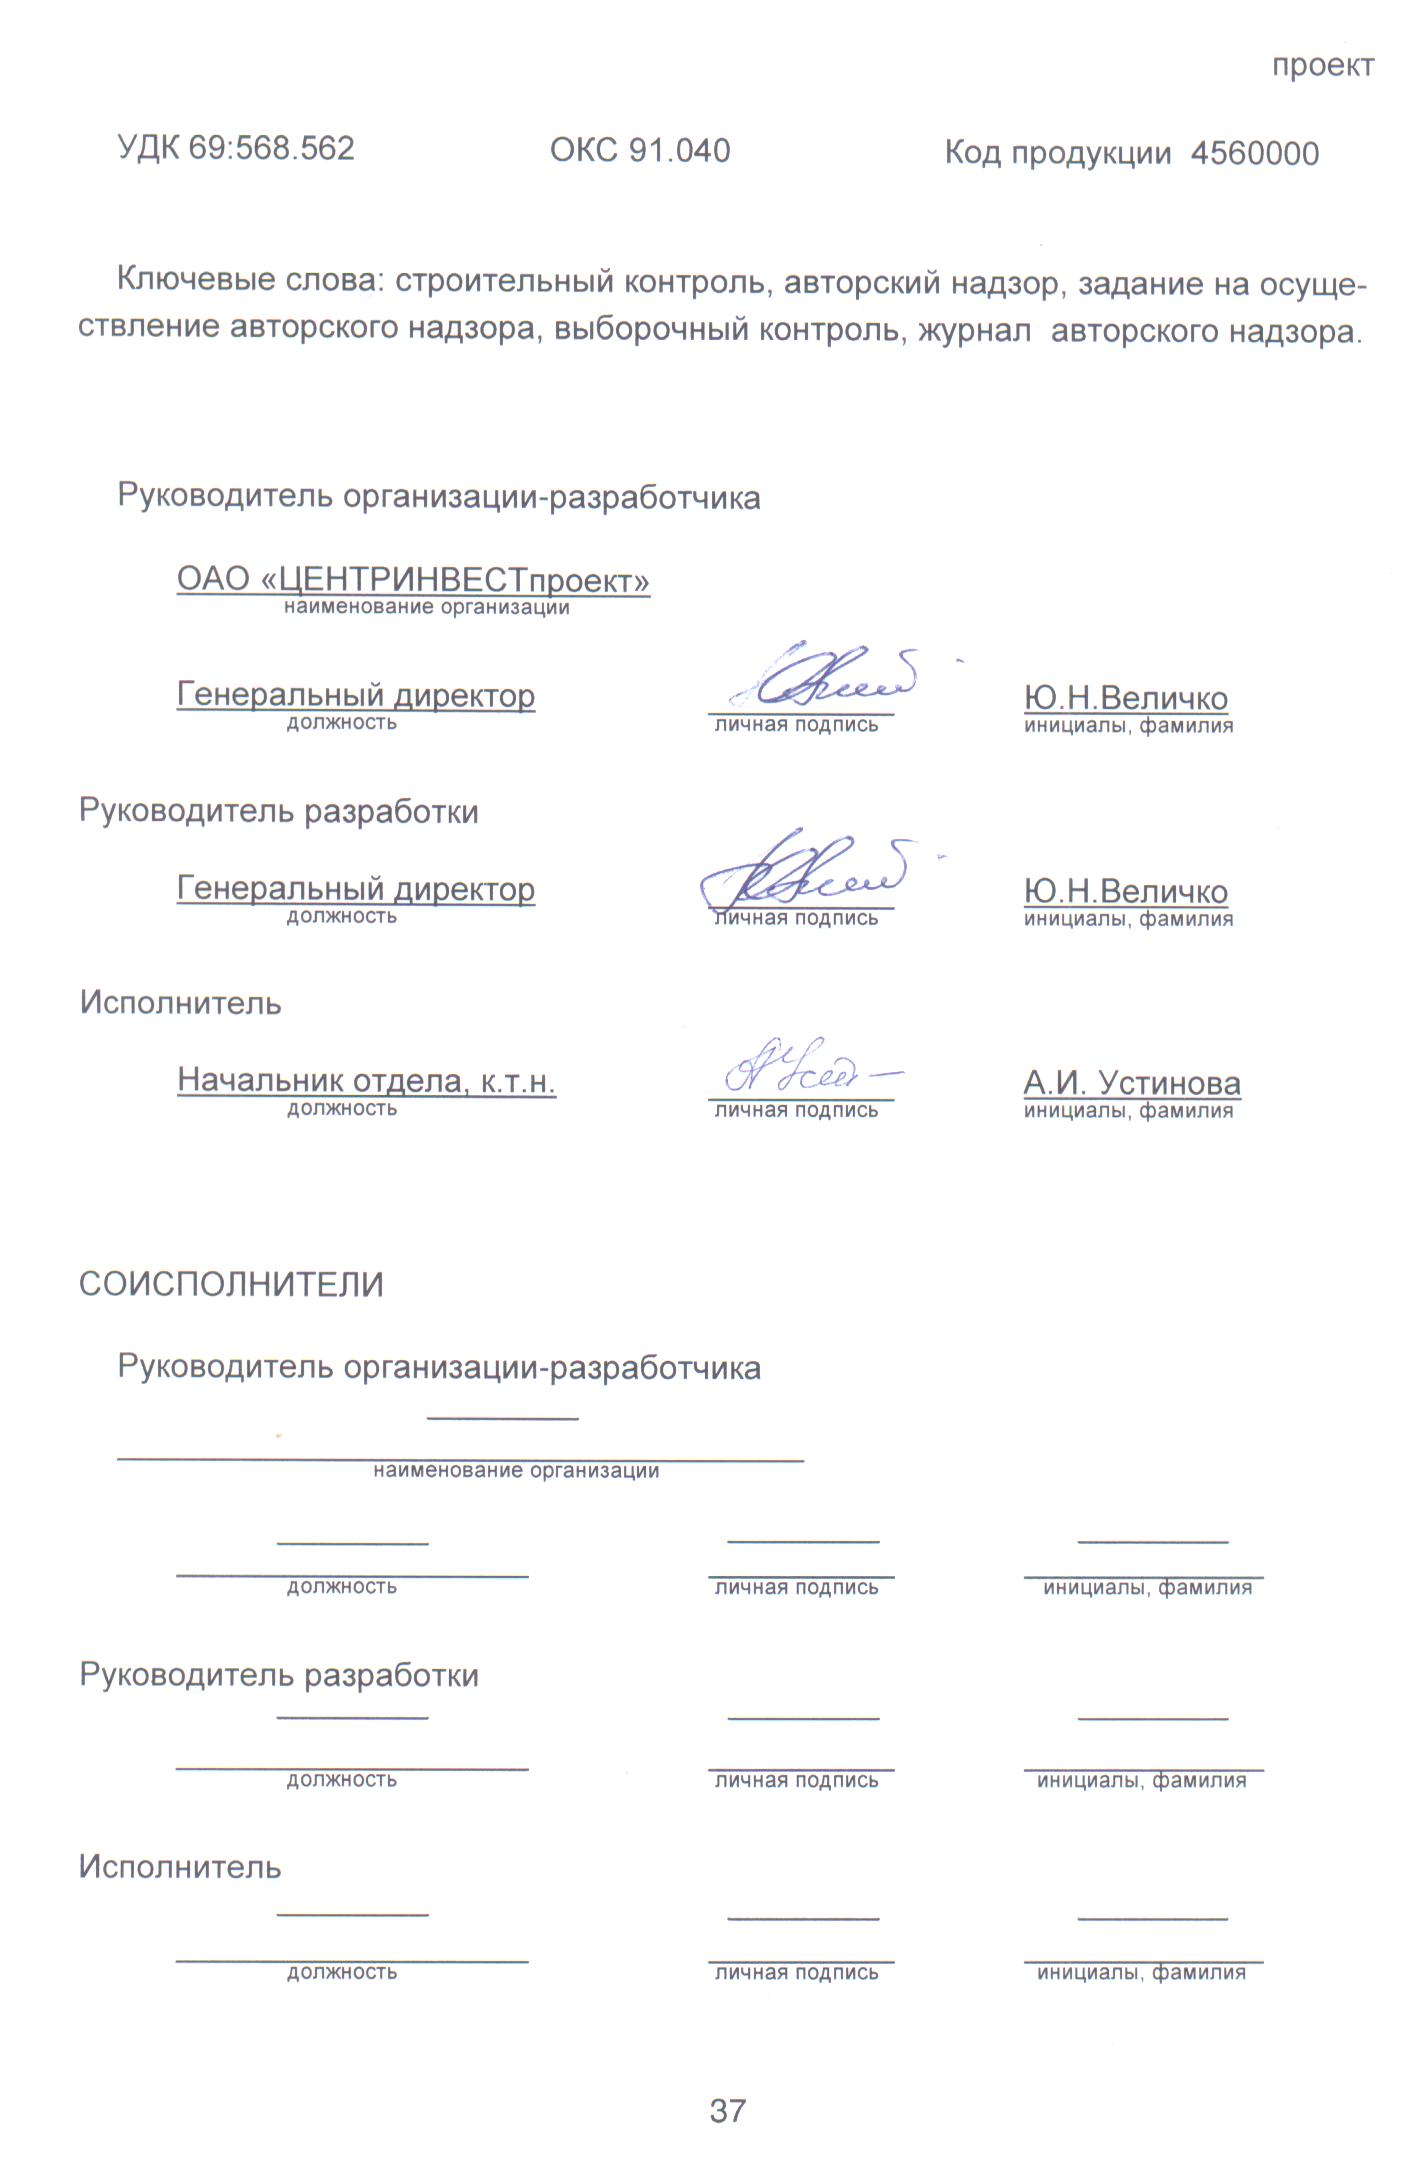 проект
УДК 69:568.562 ОКС 91.040 Код продукции 4560000
Ключевые слова: строительный контроль, авторский надзор, задание на осуще-
ствление авторского надзора, выборочный контроль, журнал авторского надзора.
Руководитель организации-разработчика
ОАО «ЦЕНТРИНВЕСТпроект»
наименование организации
Генеральный директор Ю.Н.Величко
должность личная подпись инициалы, фамилия
Руководитель разработки
Генеральный директор Ю.Н.Величко
должность личная подпись инициалы, фамилия
Исполнитель
Начальник отдела, к.т.н. А.И. Устинова
должность личная подпись инициалы, фамилия
СОИСПОЛНИТЕЛИ
Руководитель организации-разработчика
наименование организации
должность личная подпись инициалы, фамилия
Руководитель разработки
должность личная подпись инициалы, фамилия
Исполнитель
должность личная подпись инициалы, фамилия
37